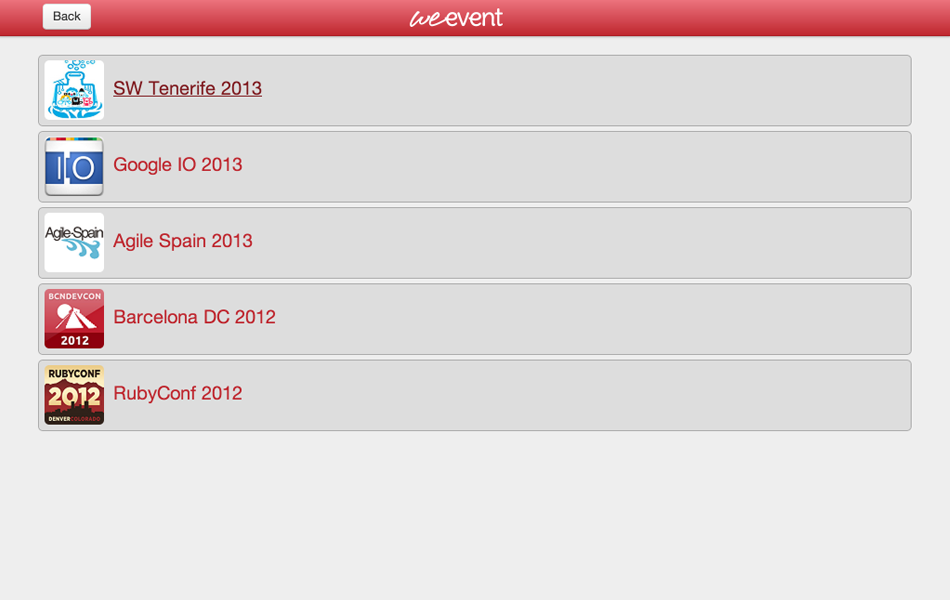 Back
weevent
SW Tenerife 2013
IO
Google IO 2013
Agile-Spain
Agile Spain 2013
BCNDEVCON
2012
Barcelona DC 2012
RUBYCONF
2012
DENVER COLORADO
RubyConf 2012